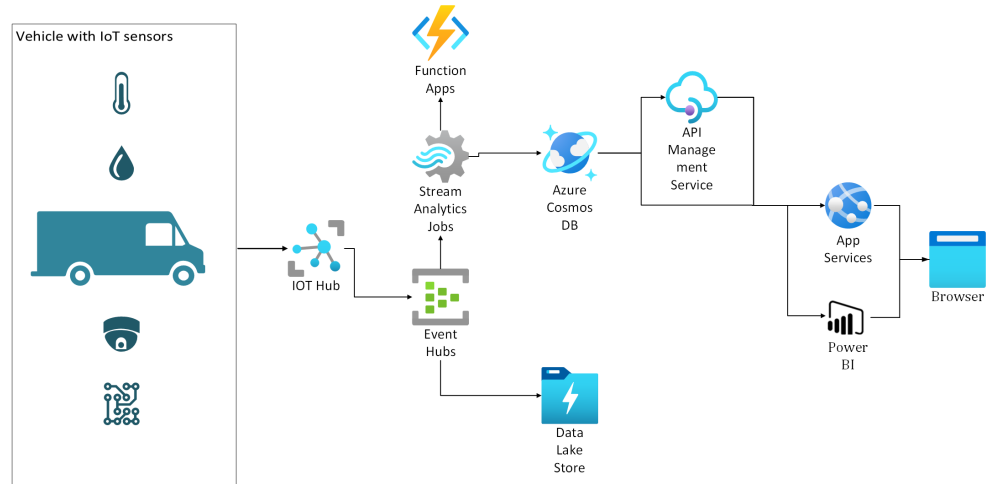 Vehicle with IoT sensors
Function
Apps
API
Manage
ment
Service
Stream
Analytics
Jobs
Azure
Cosmos
DB
App
Services
IOT Hub
Browser
Event
Hubs
Power
BI
Data
Lake
Store